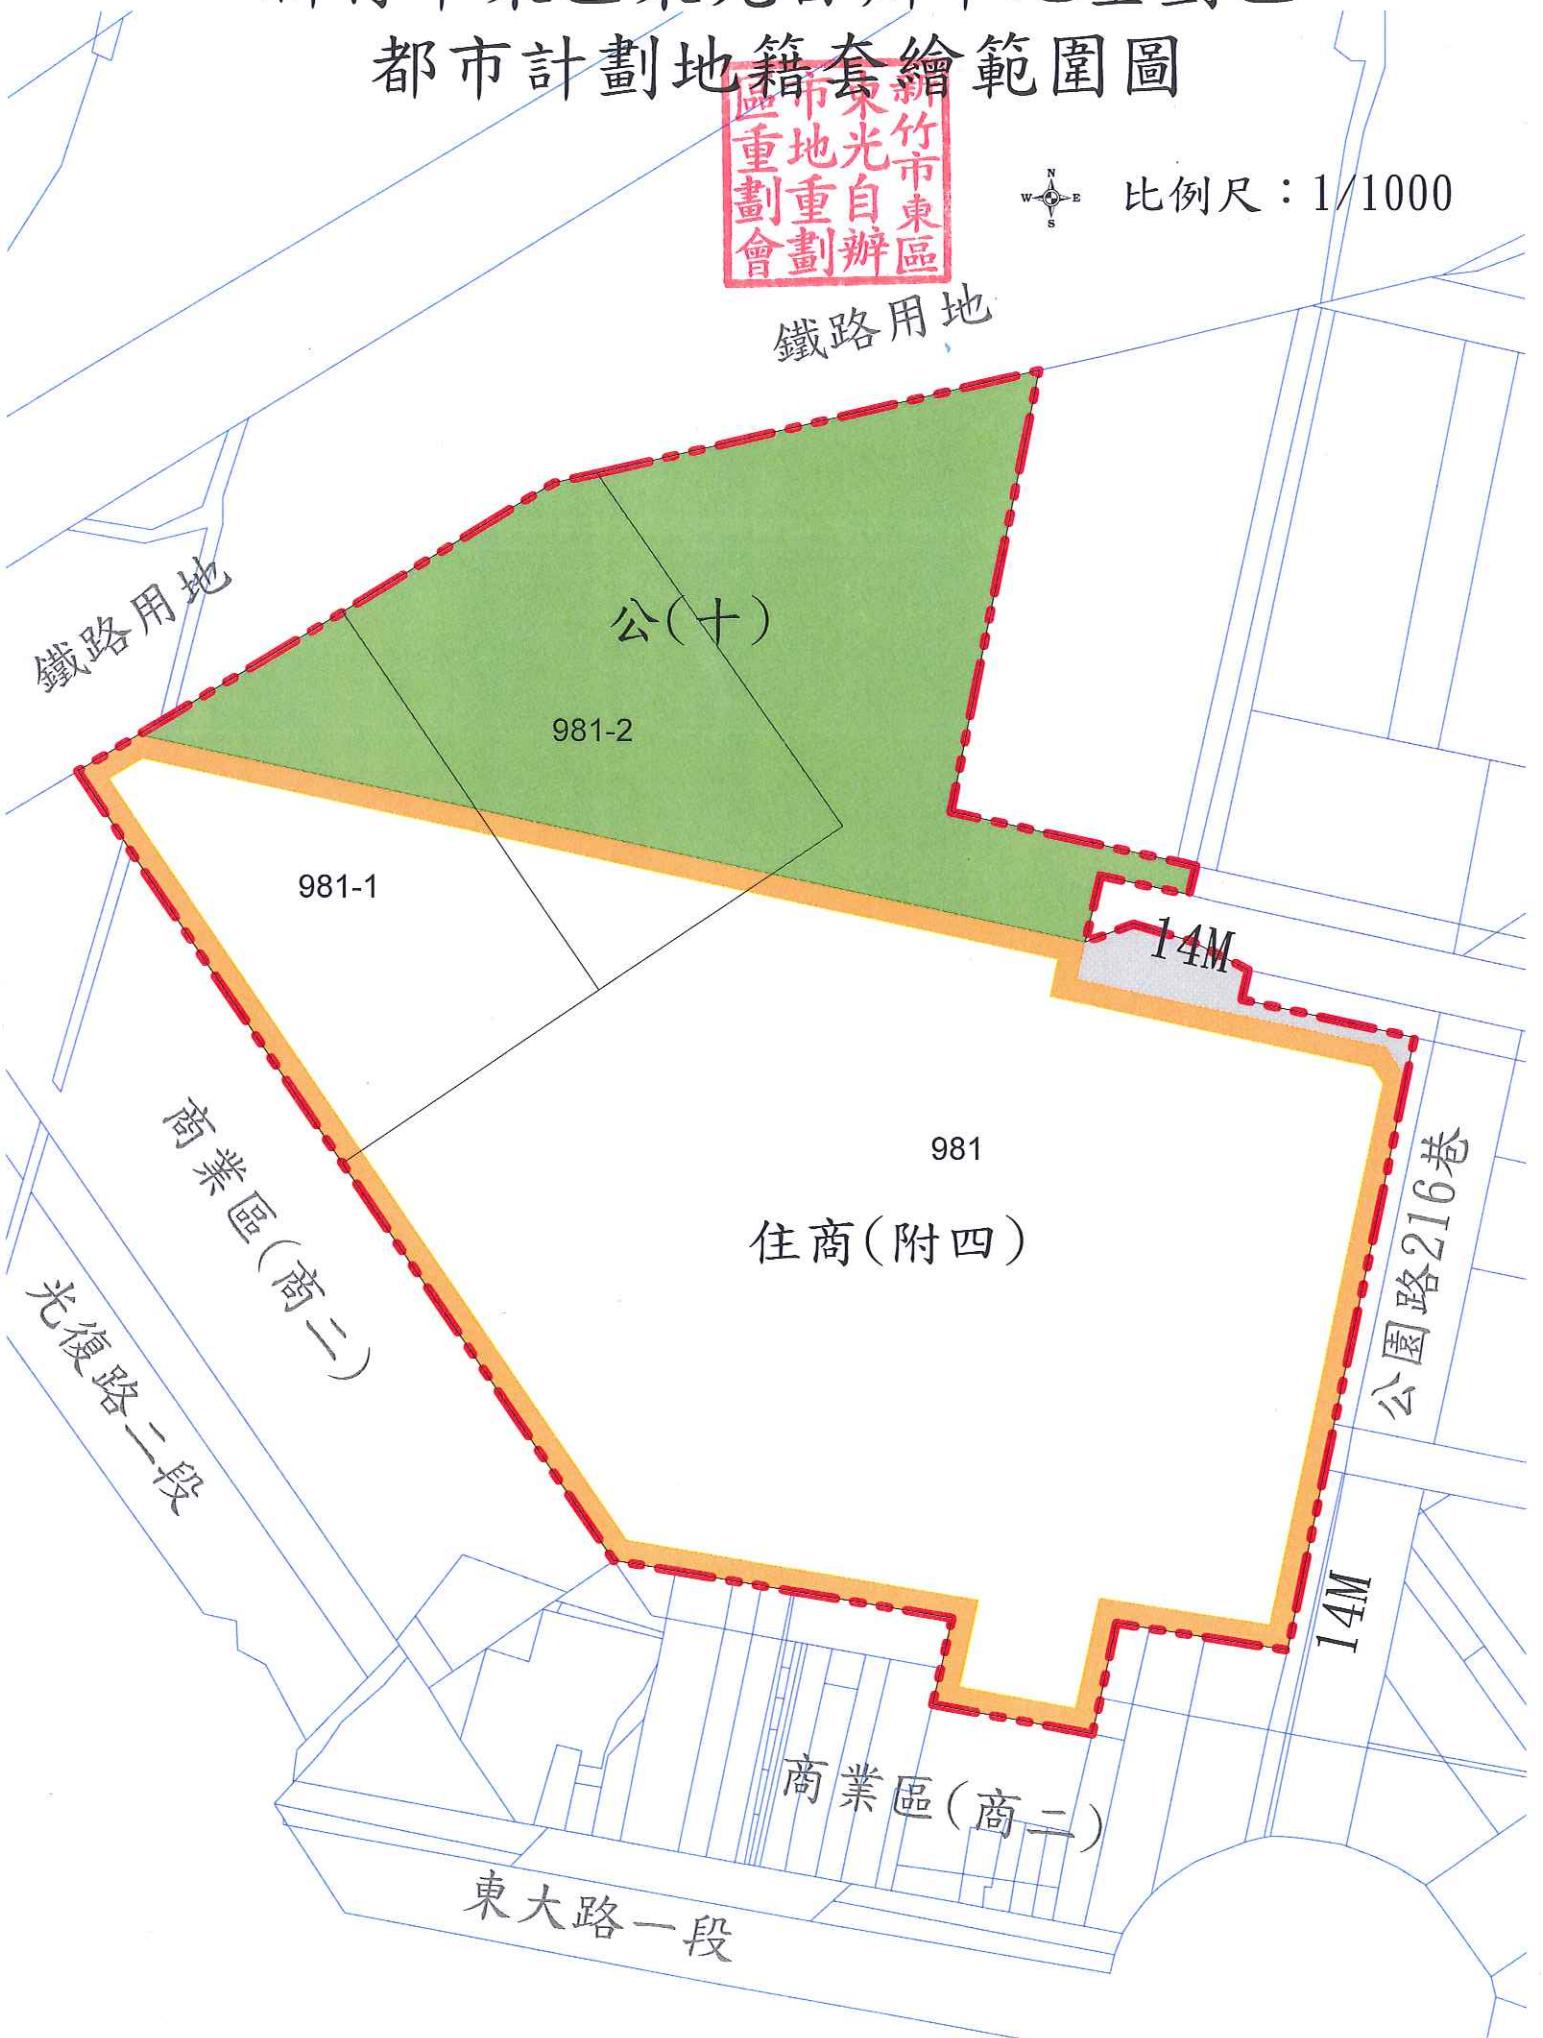 都市計劃地籍套繪範圍圖
新竹市東區
東光自辦
市地重劃
區重劃會
N
W
E
S
比例尺：1/1000
鐵路用地
鐵路用地
公(十)
981-2
981-1
14M
981
住商(附四)
商業區(商二)
公園路216巷
光復路二段
14M
商業區(商二)
東大路一段